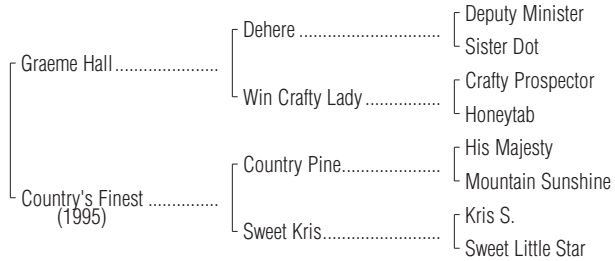 Deputy Minister
Dehere
Sister Dot
Graeme Hall
Crafty Prospector
Win Crafty Lady
Honeytab
His Majesty
Country Pine
Mountain Sunshine
Country's Finest
(1995)
Kris S.
Sweet Kris
Sweet Little Star